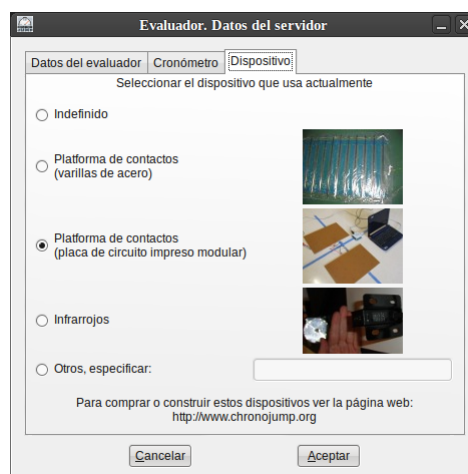 Evaluador. Datos del servidor
Datos del evaluador Cronómetro Dispositivo
Seleccionar el dispositivo que usa actualmente
Indefinido
Platforma de contactos
(varillas de acero)
Platforma de contactos
(placa de circuito impreso modular)
Infrarrojos
Otros, especificar:
Para comprar o construir estos dispositivos ver la página web:
http://www.chronojump.org
Cancelar Aceptar